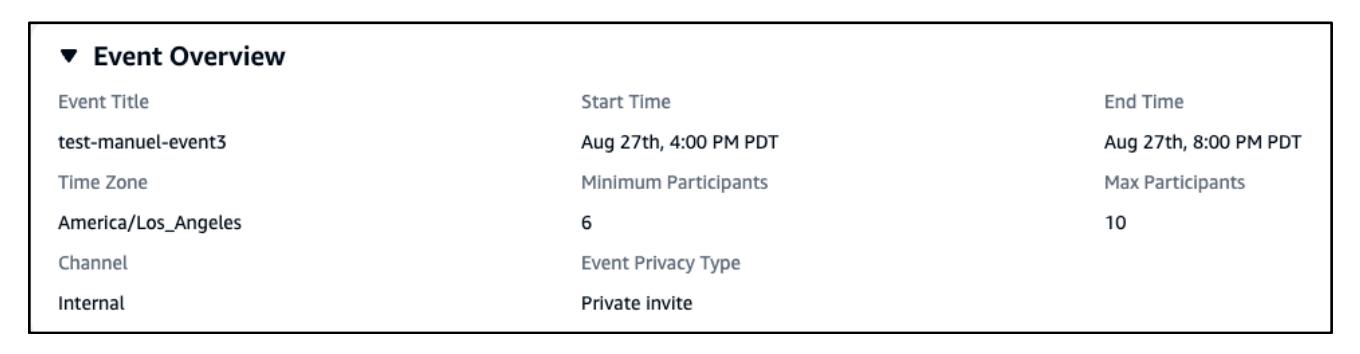 Event Overview
Event Title Start Time End Time
test-manuel-event3 Aug 27th, 4:00 PM PDT Aug 27th, 8:00 PM PDT
Time Zone Minimum Participants Max Participants
America/Los_Angeles 6 10
Channel Event Privacy Type
Internal Private invite